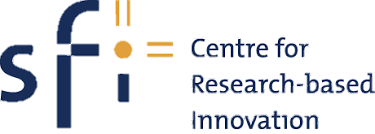 sfi
Centre for
Research-based
Innovation